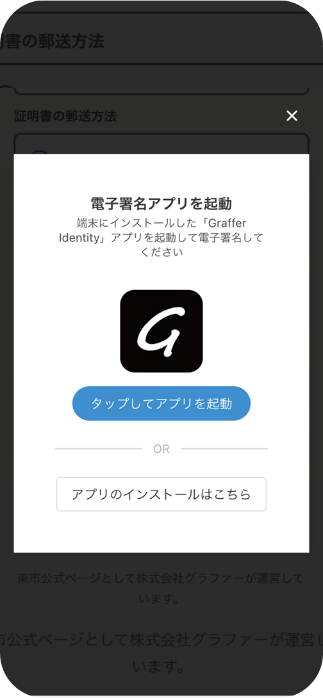 明書の郵送方法
証明書の郵送方法
電子署名アプリを起動
端末にインストールした「Graffer
Identity」アプリを起動して電子署名して
ください
G
タップしてアプリを起動
OR
アプリのインストールはこちら
東市公式ページとして株式会社グラファーが運営して
います。
市公式ページとして株式会社グラファーが運営し
います。